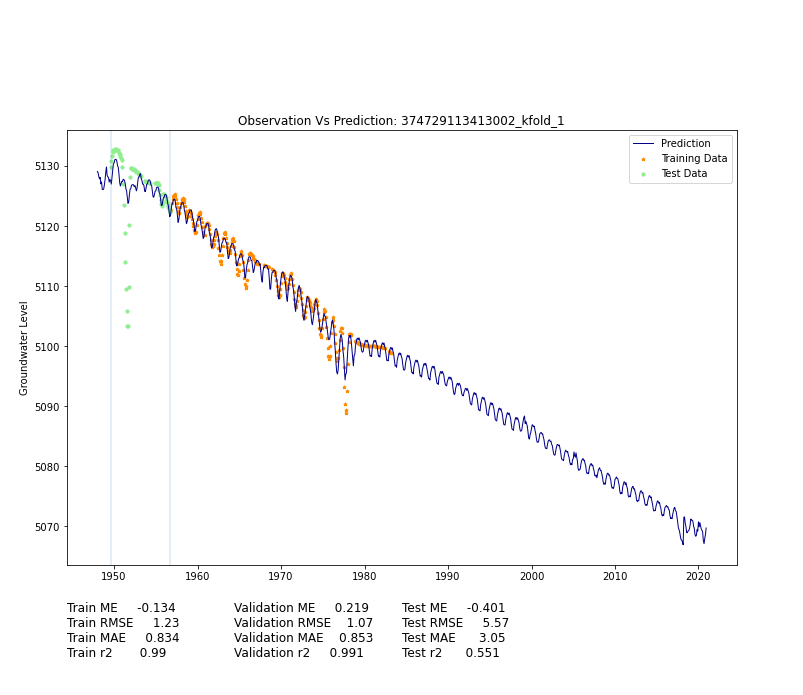 Observation Vs Prediction: 374729113413002_kfold_1
Prediction
Training Data
Test Data
Groundwater Level
5130
5120
5110
5100
5090
5080
5070
1950 1960 1970 1980 1990 2000 2010 2020
Train ME -0.134 Validation ME 0.219 Test ME -0.401
Train RMSE 1.23 Validation RMSE 1.07 Test RMSE 5.57
Train MAE 0.834 Validation MAE 0.853 Test MAE 3.05
Train r2 0.99 Validation r2 0.991 Test r2 0.551